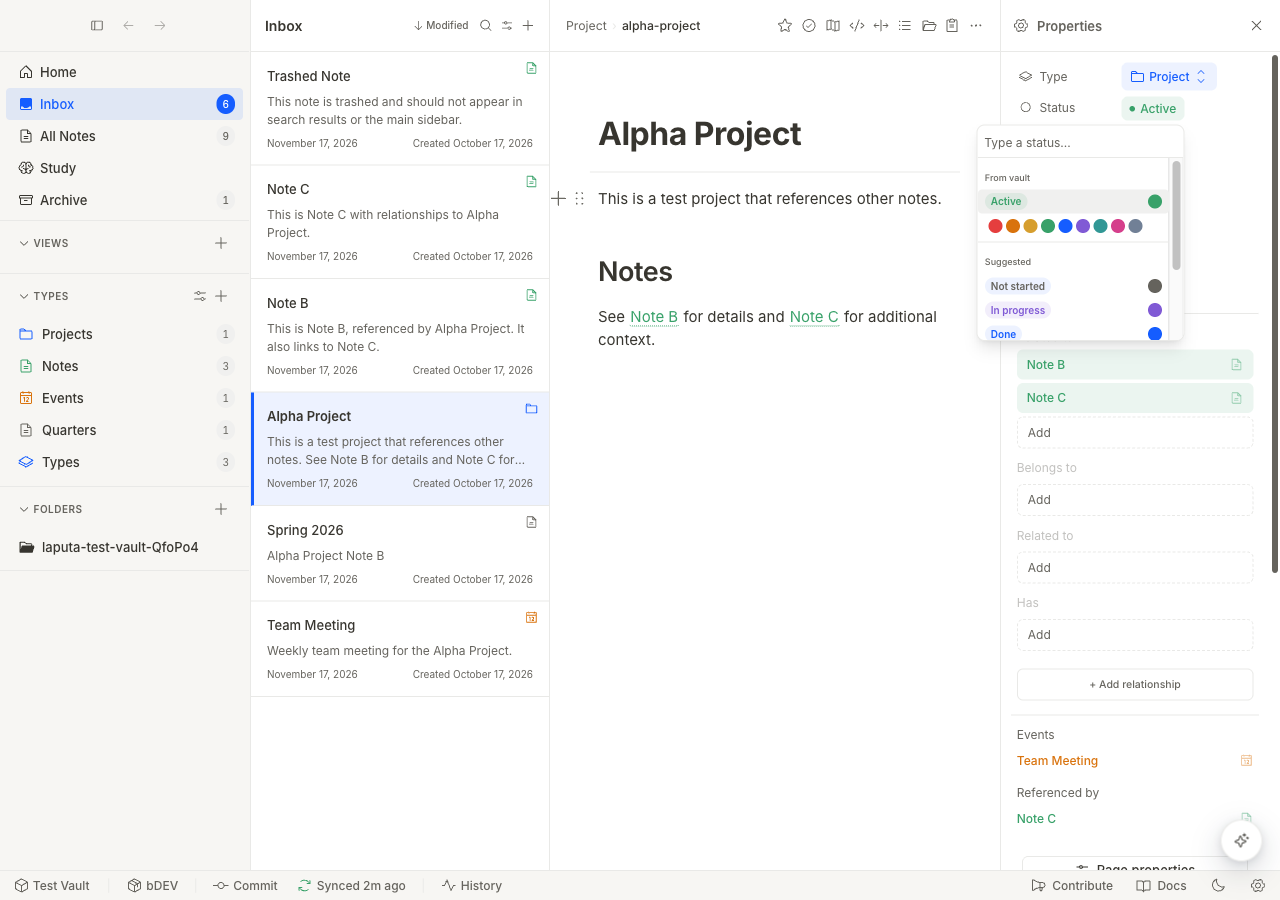 Home
Inbox
6
All Notes
9
Study
Archive
1
VIEWS
TYPES
Projects
1
Notes
3
Events
1
Quarters
1
Types
3
FOLDERS
laputa-test-vault-QfoPo4
Inbox
Modified
Trashed Note
This note is trashed and should not appear in
search results or the main sidebar.
November 17, 2026
Created October 17, 2026
Note C
This is Note C with relationships to Alpha
Project.
November 17, 2026
Created October 17, 2026
Note B
This is Note B, referenced by Alpha Project. It
also links to Note C.
November 17, 2026
Created October 17, 2026
Alpha Project
This is a test project that references other
notes. See Note B for details and Note C for...
November 17, 2026
Created October 17, 2026
Spring 2026
Alpha Project Note B
November 17, 2026
Created October 17, 2026
Team Meeting
Weekly team meeting for the Alpha Project.
November 17, 2026
Created October 17, 2026
Project
alpha-project
Alpha Project
This is a test project that references other notes.
Notes
See Note B for details and Note C for additional
context.
Properties
Type
Project
Status
Active
Type a status...
From vault
Active
Suggested
Not started
In progress
Done
Note B
Note C
Add
Belongs to
Add
Related to
Add
Has
Add
+ Add relationship
Events
Team Meeting
Referenced by
Note C
Page properties
Test Vault
bDEV
Commit
Synced 2m ago
History
Contribute
Docs